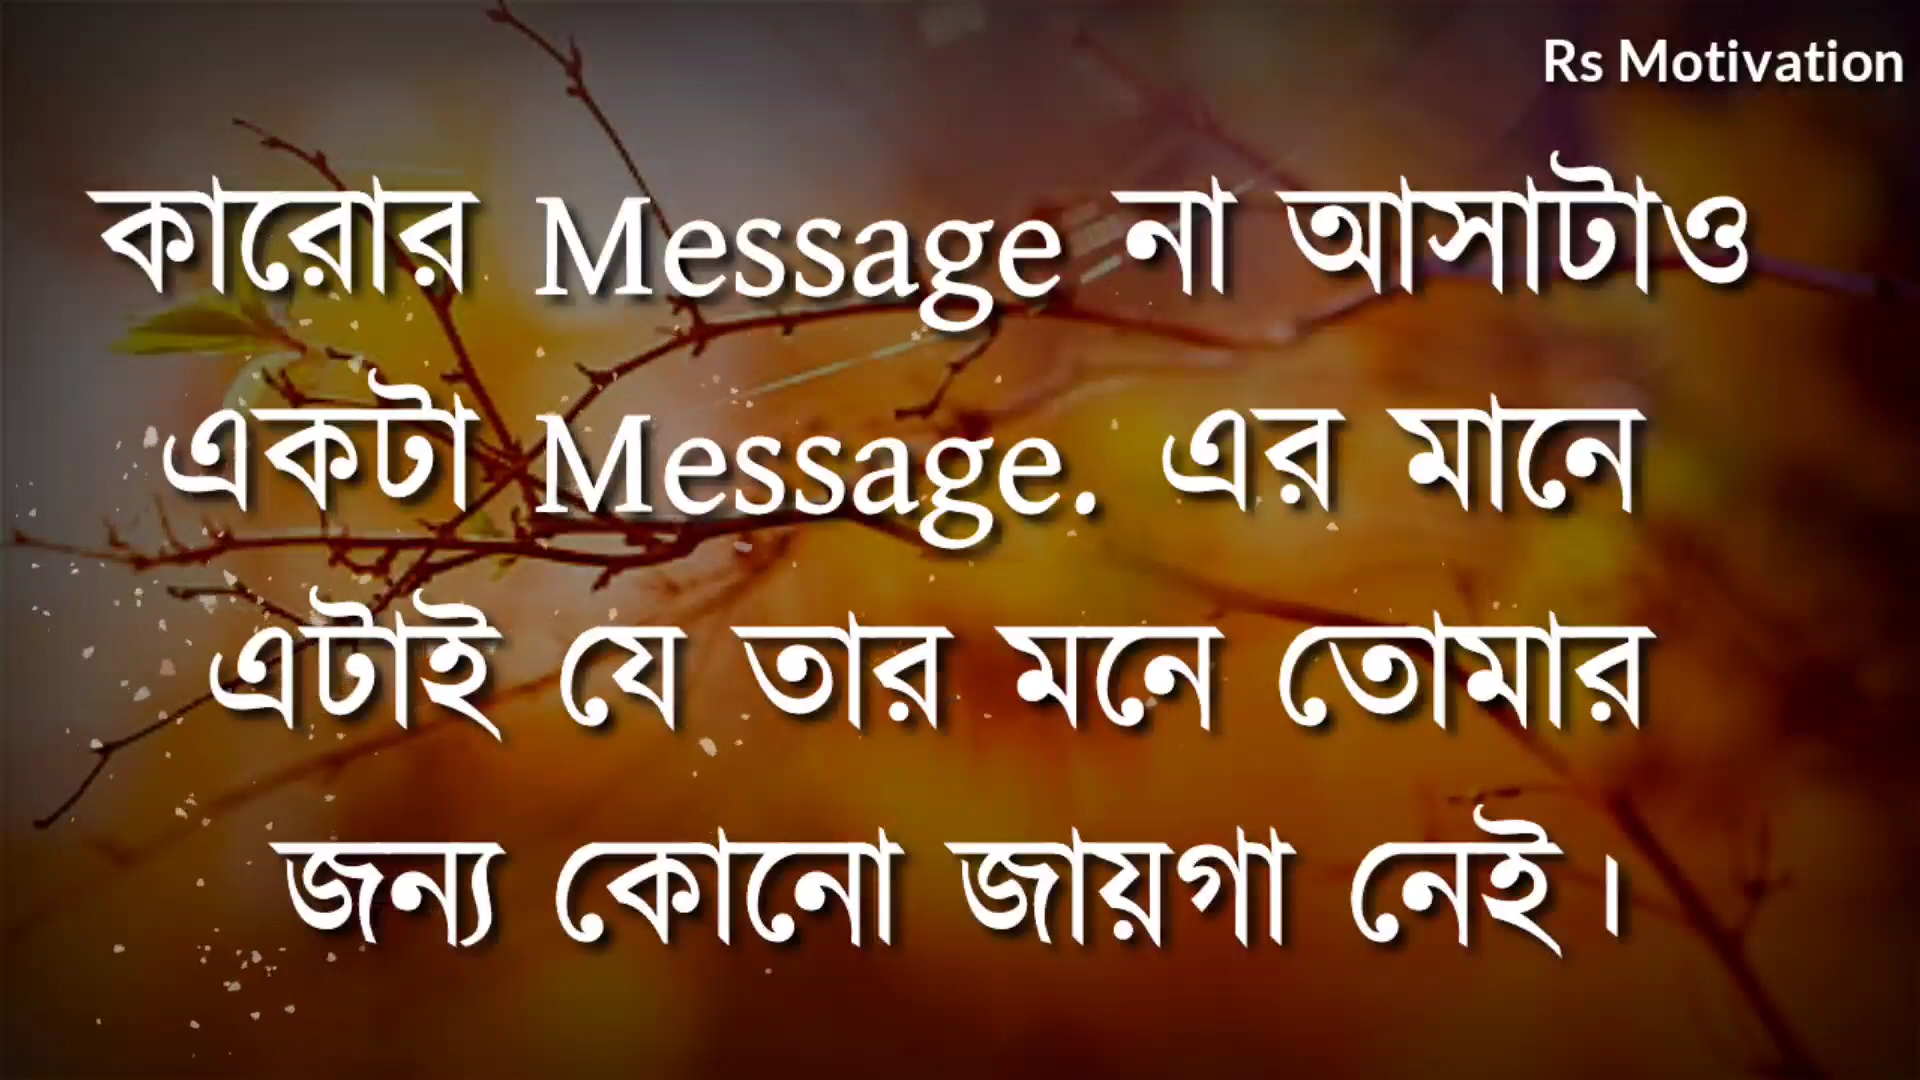 Rs Motivation
কারোর Message না আসাটাও
একটা Message. এর মানে
এটাই যে তার মনে তোমার
জন্য কোনো জায়গা নেই।